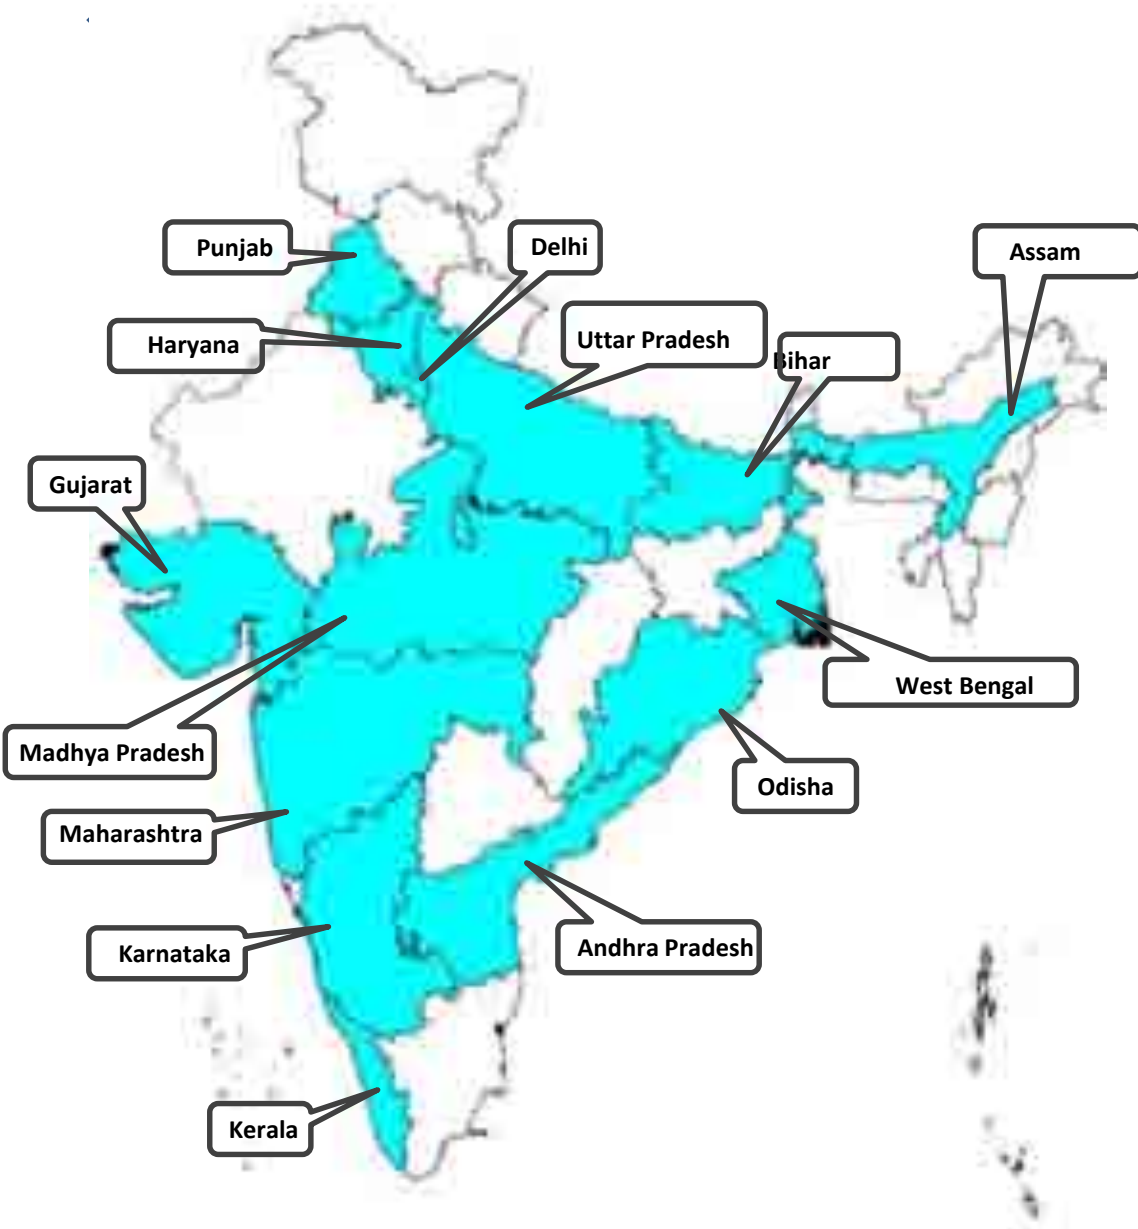 Punjab
Delhi
Assam
Haryana
Uttar Pradesh
Bihar
Gujarat
West Bengal
Madhya Pradesh
Odisha
Maharashtra
Karnataka
Andhra Pradesh
Kerala